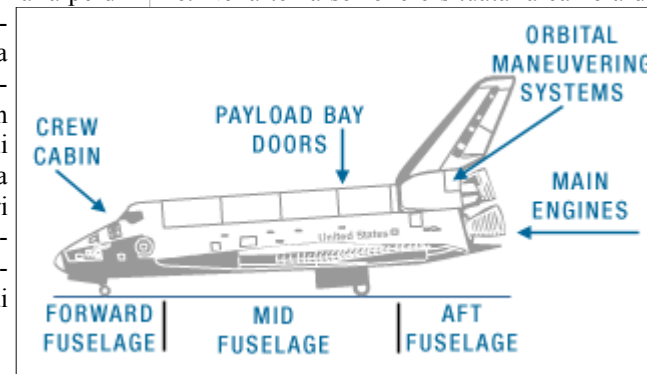 ORBITAL
MANEUVERING
SYSTEMS
PAYLOAD BAY
DOORS
CREW
CABIN
MAIN
ENGINES
United States
FORWARD
FUSELAGE
MID
FUSELAGE
AFT
FUSELAGE